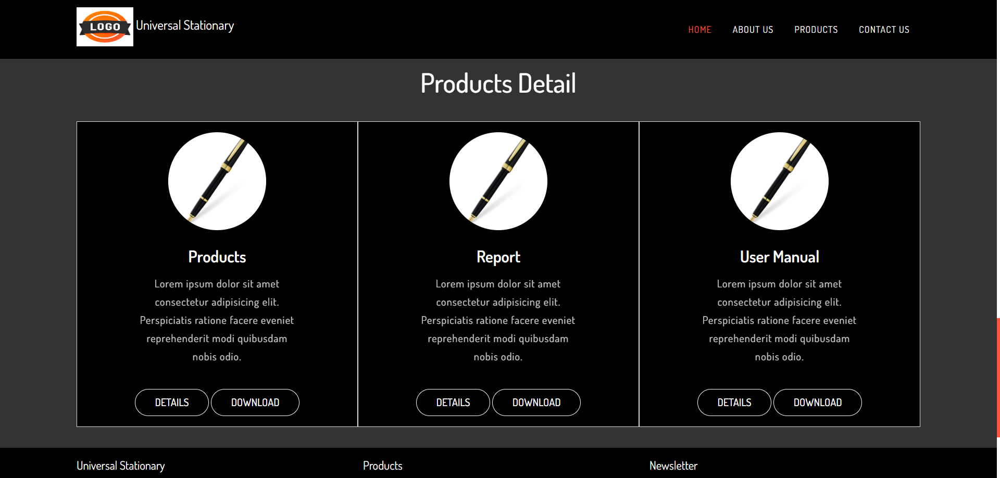 LOGO
Universal Stationary
HOME
ABOUT US
PRODUCTS
CONTACT US
Products Detail
Products
Lorem ipsum dolor sit amet
consectetur adipisicing elit.
Perspiciatis ratione facere eveniet
reprehenderit modi quibusdam
nobis odio.
DETAILS
DOWNLOAD
Report
Lorem ipsum dolor sit amet
consectetur adipisicing elit.
Perspiciatis ratione facere eveniet
reprehenderit modi quibusdam
nobis odio.
DETAILS
DOWNLOAD
User Manual
Lorem ipsum dolor sit amet
consectetur adipisicing elit.
Perspiciatis ratione facere eveniet
reprehenderit modi quibusdam
nobis odio.
DETAILS
DOWNLOAD
Universal Stationary
Products
Newsletter